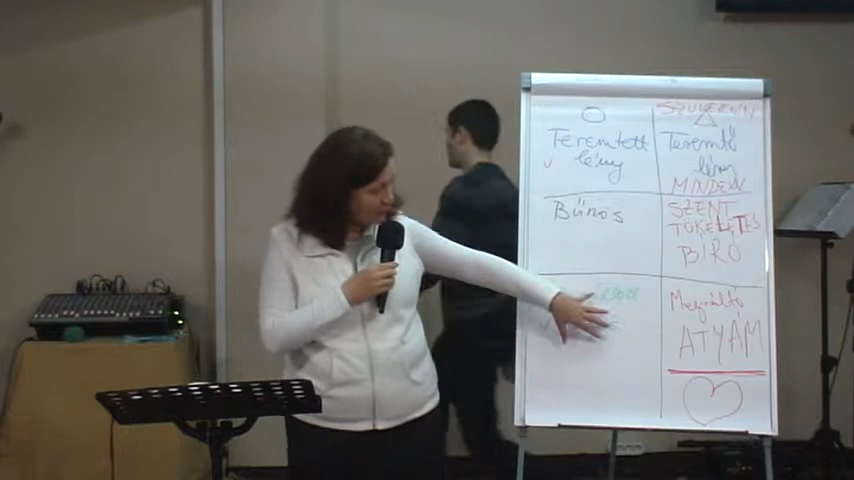 Teremtett
lény
Bűnös
SZUVERÉN
Teremtő
lény
MINDEN
SZENT
TÖKÉLETES
BÍRÓ
Megváltó
ATYÁM